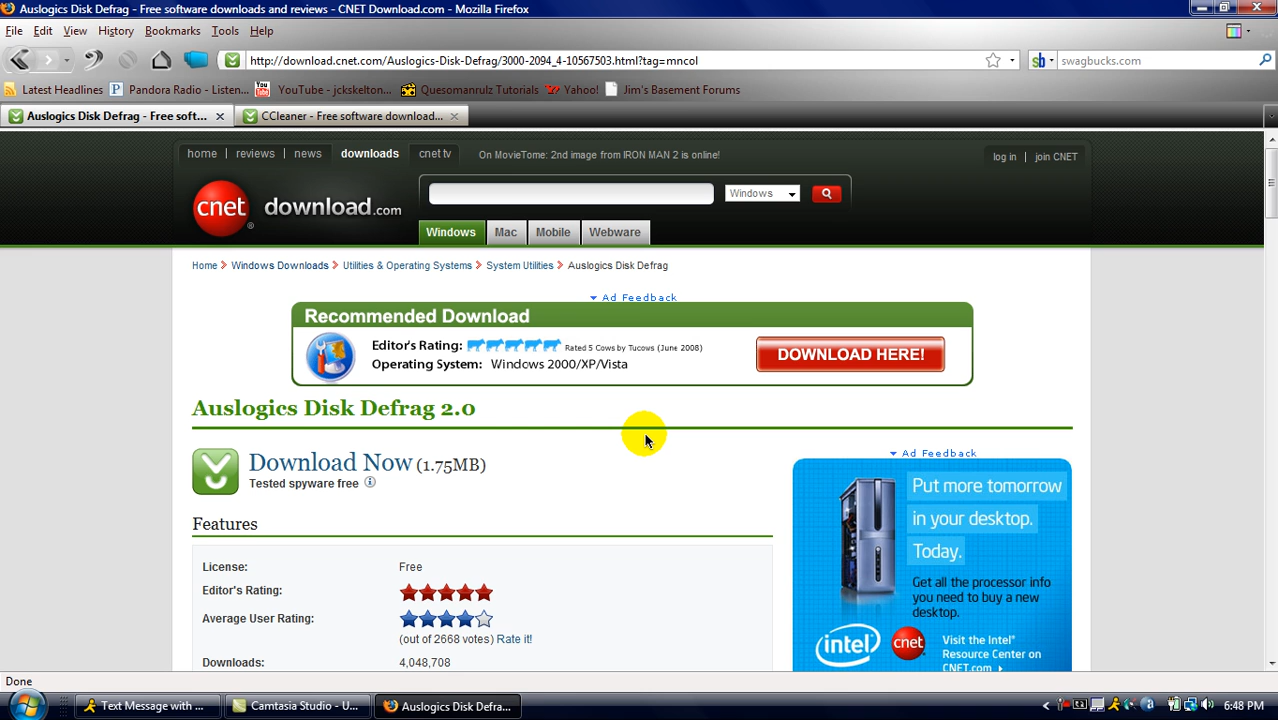 Auslogics Disk Defrag - Free software downloads and reviews - CNET Download.com - Mozilla Firefox
File Edit View History Bookmarks Tools Help
http://download.cnet.com/Auslogics-Disk-Defrag/3000-2094_4-10567503.html?tag=mncol
swagbucks.com
Latest Headlines Pandora Radio - Listen... YouTube - jckskelton... Quesomanrulz Tutorials Yahoo! Jim's Basement Forums
Auslogics Disk Defrag - Free soft... CCleaner - Free software download...
home reviews news downloads cnet tv On MovieTome: 2nd image from IRON MAN 2 is online! log in join CNET
cnet download.com Windows
Windows Mac Mobile Webware
Home Windows Downloads Utilities & Operating Systems System Utilities Auslogics Disk Defrag
Ad Feedback
Recommended Download
Editor's Rating: Rated 5 Cows by Tucows (June 2008)
Operating System: Windows 2000/XP/Vista
DOWNLOAD HERE!
Auslogics Disk Defrag 2.0
Download Now (1.75MB)
Tested spyware free
Features
License: Free
Editor's Rating:
Average User Rating:
(out of 2668 votes) Rate it!
Downloads: 4,048,708
Ad Feedback
Put more tomorrow
in your desktop.
Today.
Get all the processor info
you need to buy a new
desktop.
intel cnet
Visit the Intel®
Resource Center on
CNET.com
Done
Text Message with ... Camtasia Studio - U... Auslogics Disk Defra... 6:48 PM